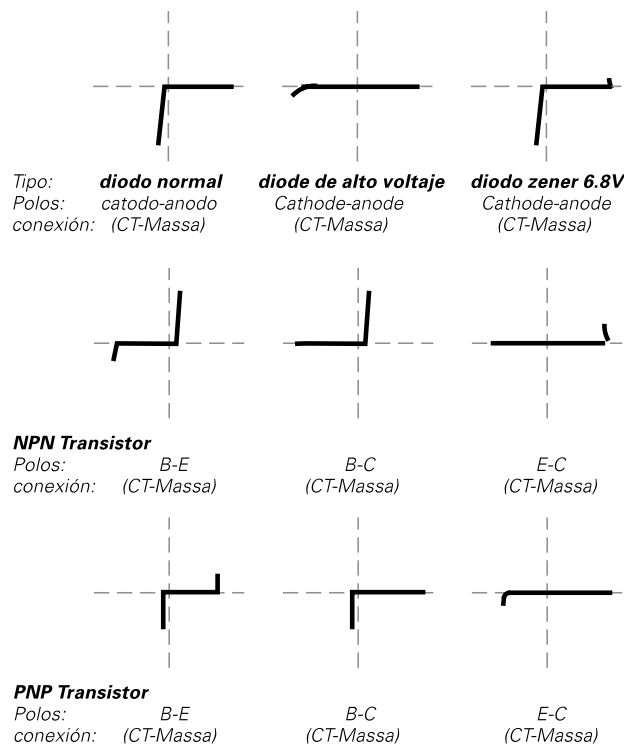 Tipo: diodo normal diode de alto voltaje diodo zener 6.8V
Polos: catodo-anodo Cathode-anode Cathode-anode
conexión: (CT-Massa) (CT-Massa) (CT-Massa)
NPN Transistor
Polos: B-E B-C E-C
conexión: (CT-Massa) (CT-Massa) (CT-Massa)
PNP Transistor
Polos: B-E B-C E-C
conexión: (CT-Massa) (CT-Massa) (CT-Massa)